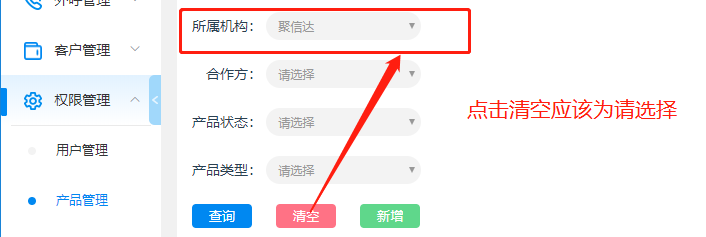 外呼管理
客户管理
权限管理
用户管理
产品管理
所属机构： 聚信达
合作方： 请选择
产品状态： 请选择
产品类型： 请选择
查询 清空 新增
点击清空应该为请选择